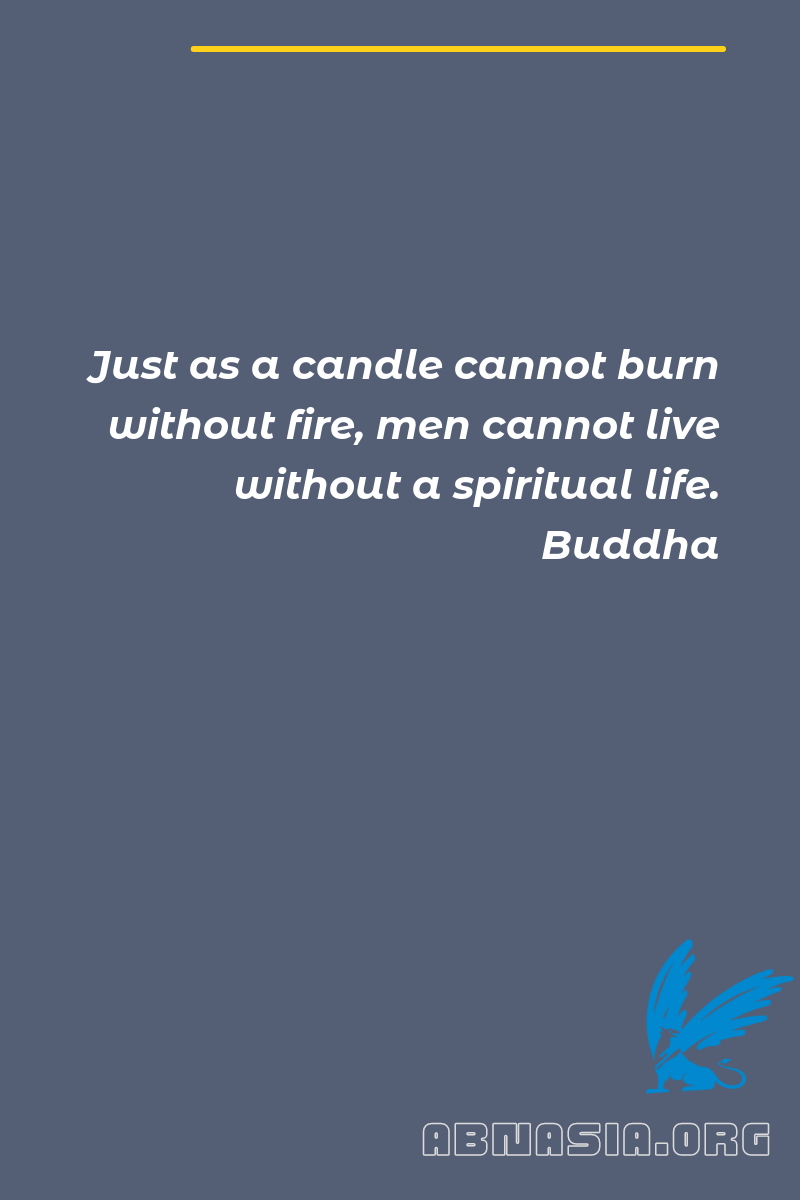 Just as a candle cannot burn
without fire, men cannot live
without a spiritual life.
Buddha
ABNASIA.ORG